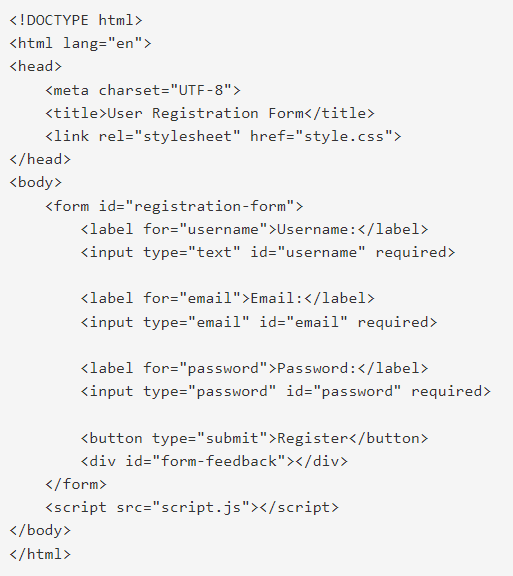 <!DOCTYPE html>
<html lang="en">
<head>
    <meta charset="UTF-8">
    <title>User Registration Form</title>
    <link rel="stylesheet" href="style.css">
</head>
<body>
    <form id="registration-form">
        <label for="username">Username:</label>
        <input type="text" id="username" required>

        <label for="email">Email:</label>
        <input type="email" id="email" required>

        <label for="password">Password:</label>
        <input type="password" id="password" required>

        <button type="submit">Register</button>
        <div id="form-feedback"></div>
    </form>
    <script src="script.js"></script>
</body>
</html>